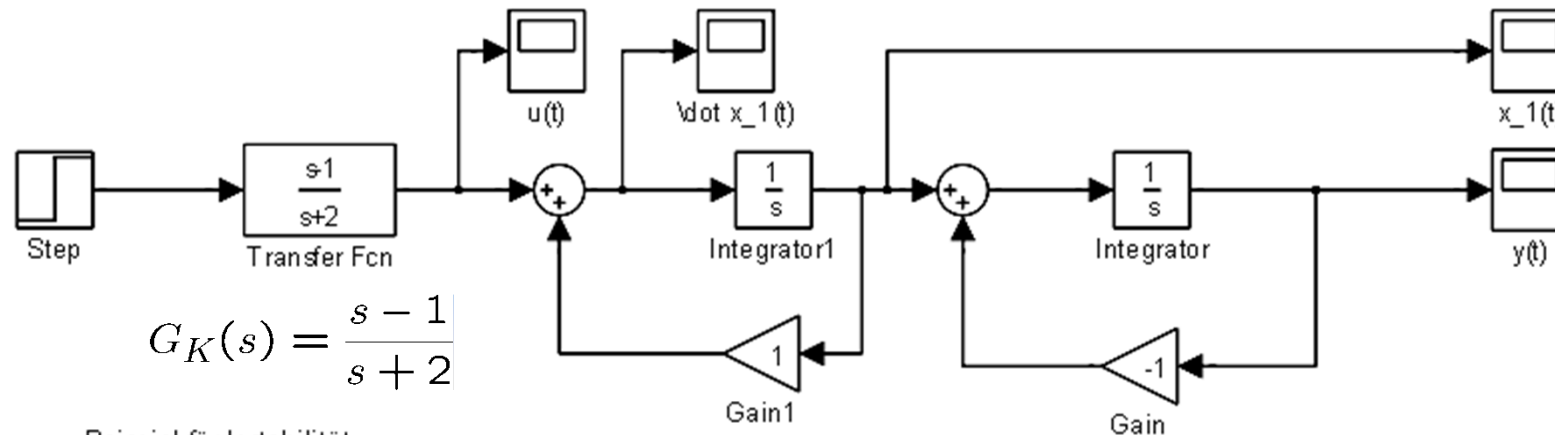 u(t)
\dot x_1(t)
x_1(t
s-1
s+2
1
s
1
s
Step
Transfer Fcn
Integrator1
Integrator
y(t)
G_K(s) = \frac{s - 1}{s + 2}
1
-1
Gain1
Gain